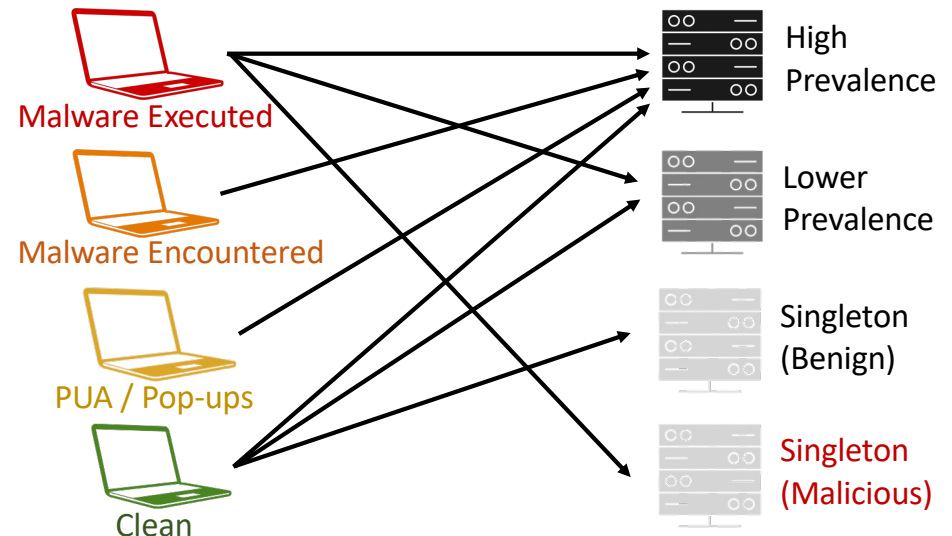 Malware Executed
Malware Encountered
PUA / Pop-ups
Clean
High
Prevalence
Lower
Prevalence
Singleton
(Benign)
Singleton
(Malicious)